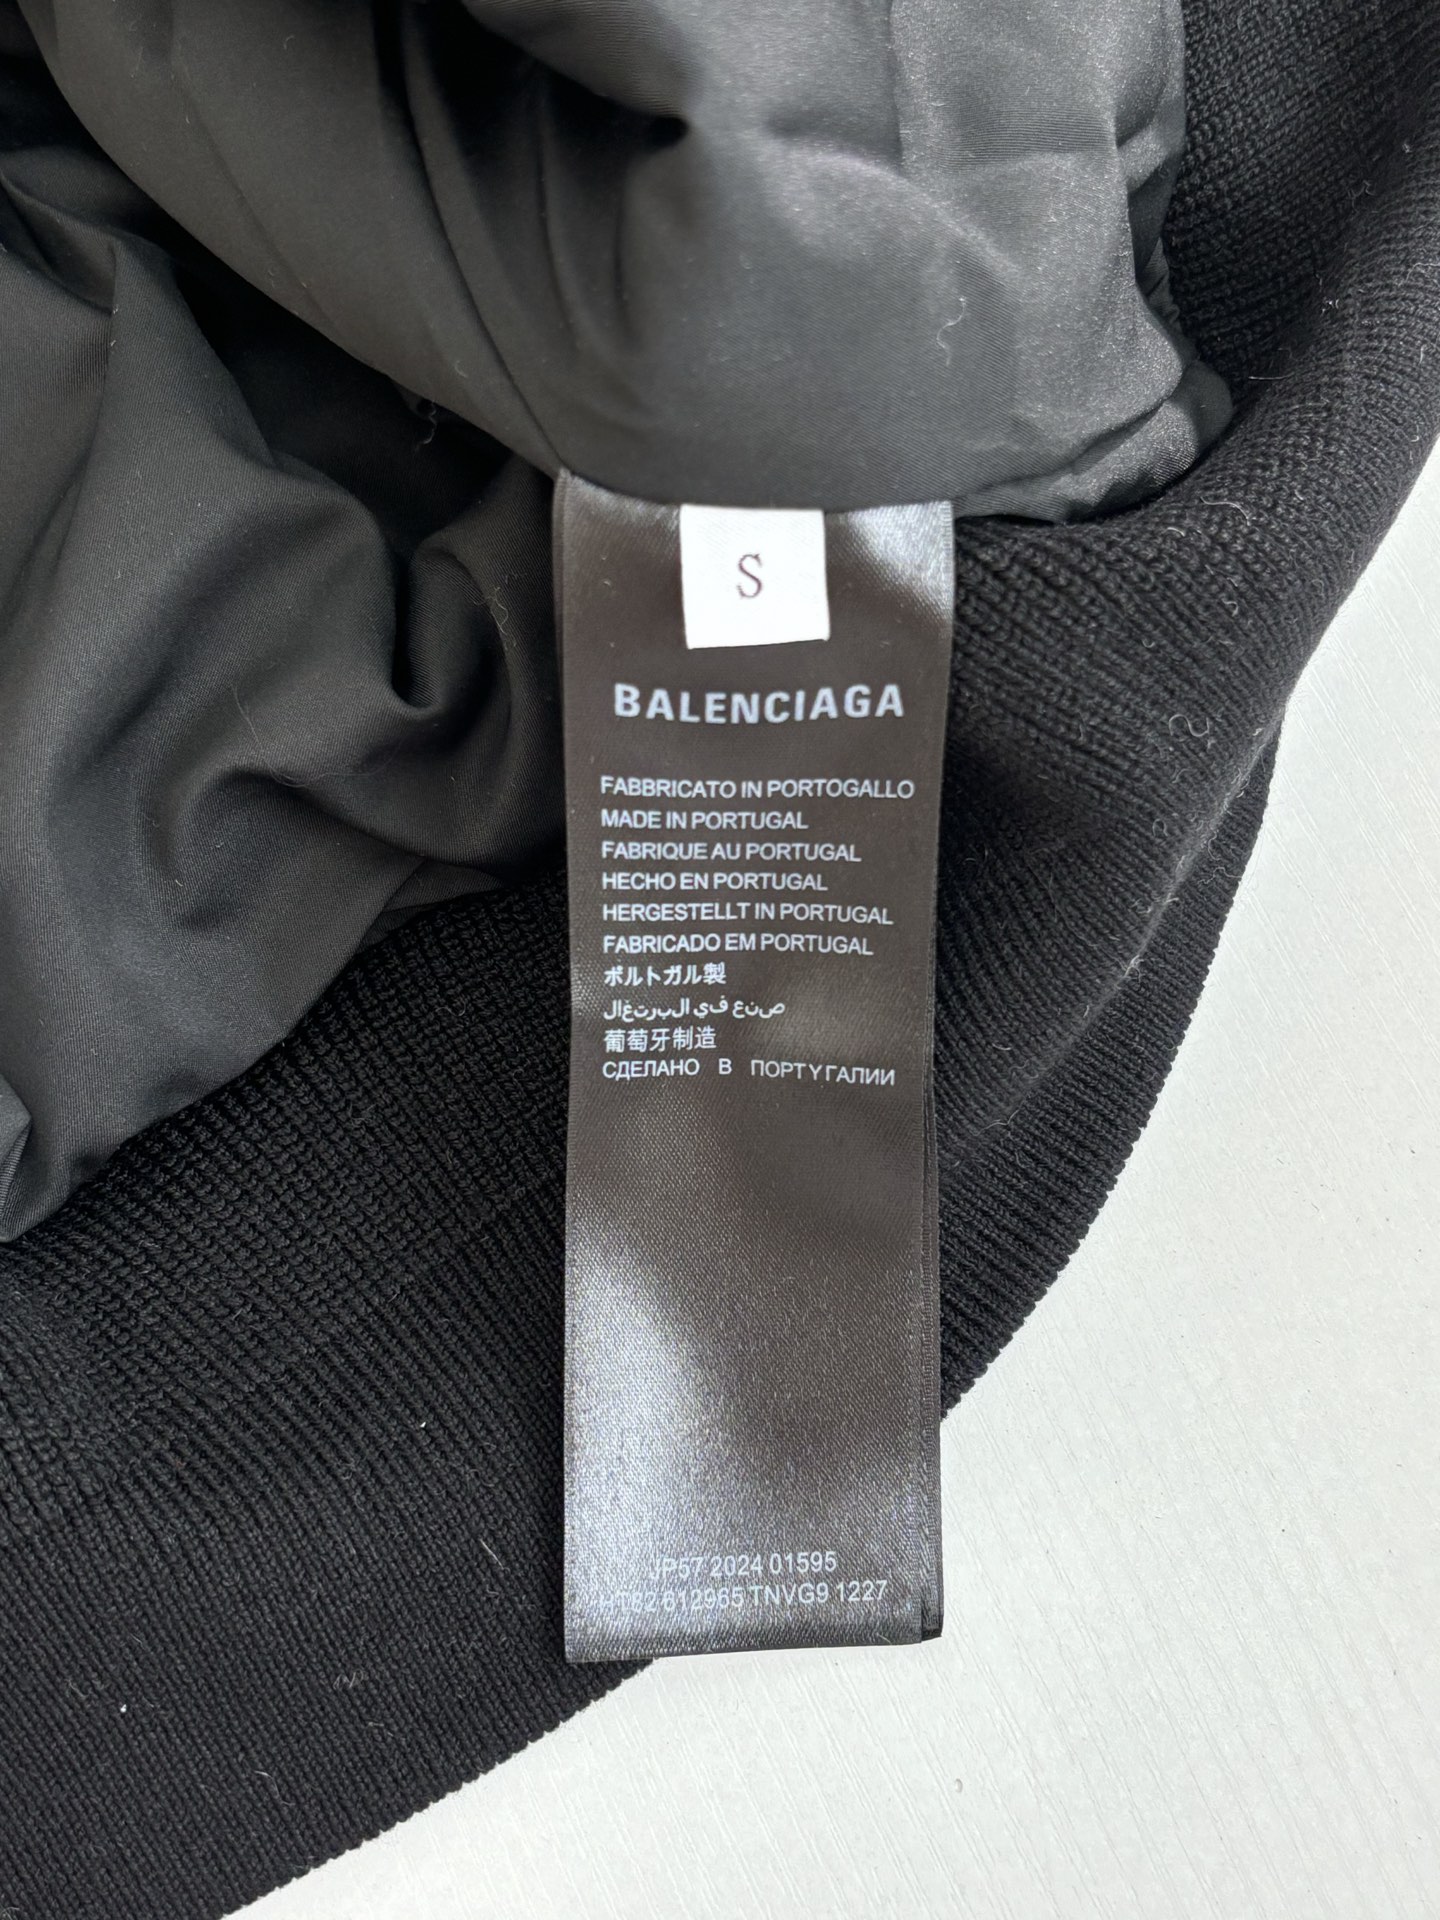 S
BALENCIAGA
FABBRICATO IN PORTOGALLO
MADE IN PORTUGAL
FABRIQUE AU PORTUGAL
HECHO EN PORTUGAL
HERGESTELLT IN PORTUGAL
FABRICADO EM PORTUGAL
ポルトガル製
صنع في البرتغال
葡萄牙制造
СДЕЛАНО В ПОРТУГАЛИИ
JP57 2024 01595
HT82 612965 TNVG9 1227